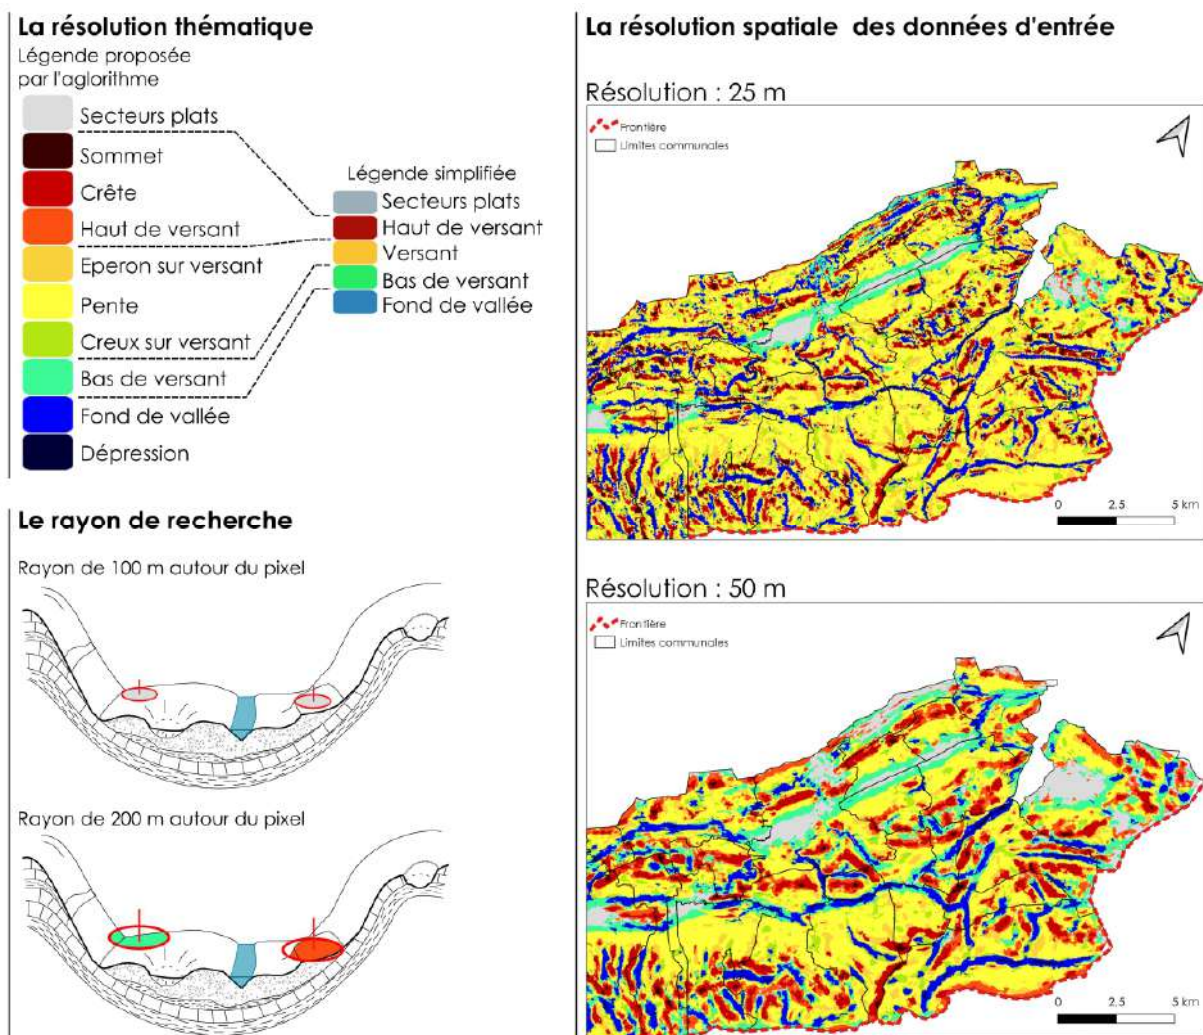 La résolution thématique
Légende proposée
par l'aglorithme
Secteurs plats
Sommet
Crête
Haut de versant
Eperon sur versant
Pente
Creux sur versant
Bas de versant
Fond de vallée
Dépression
Légende simplifiée
Secteurs plats
Haut de versant
Versant
Bas de versant
Fond de vallée
Le rayon de recherche
Rayon de 100 m autour du pixel
Rayon de 200 m autour du pixel
La résolution spatiale des données d'entrée
Résolution : 25 m
Frontière
Limites communales
0 2.5 5 km
Résolution : 50 m
Frontière
Limites communales
0 2.5 5 km